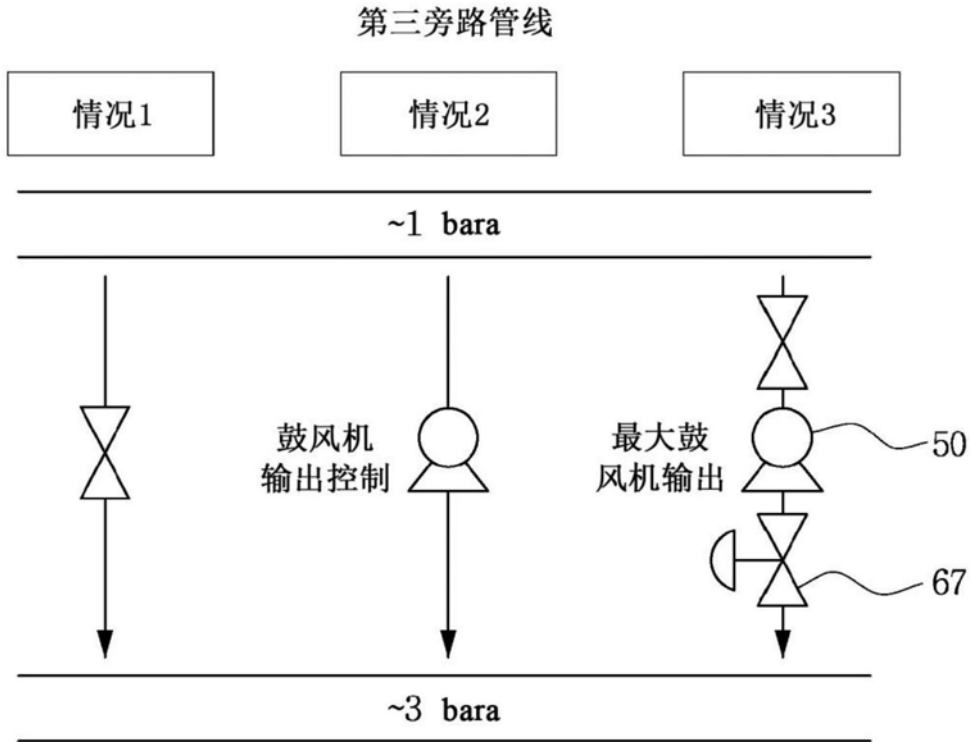 第三旁路管线
情况1
情况2
情况3
~1 bara
鼓风机
输出控制
最大鼓
风机输出
50
67
~3 bara